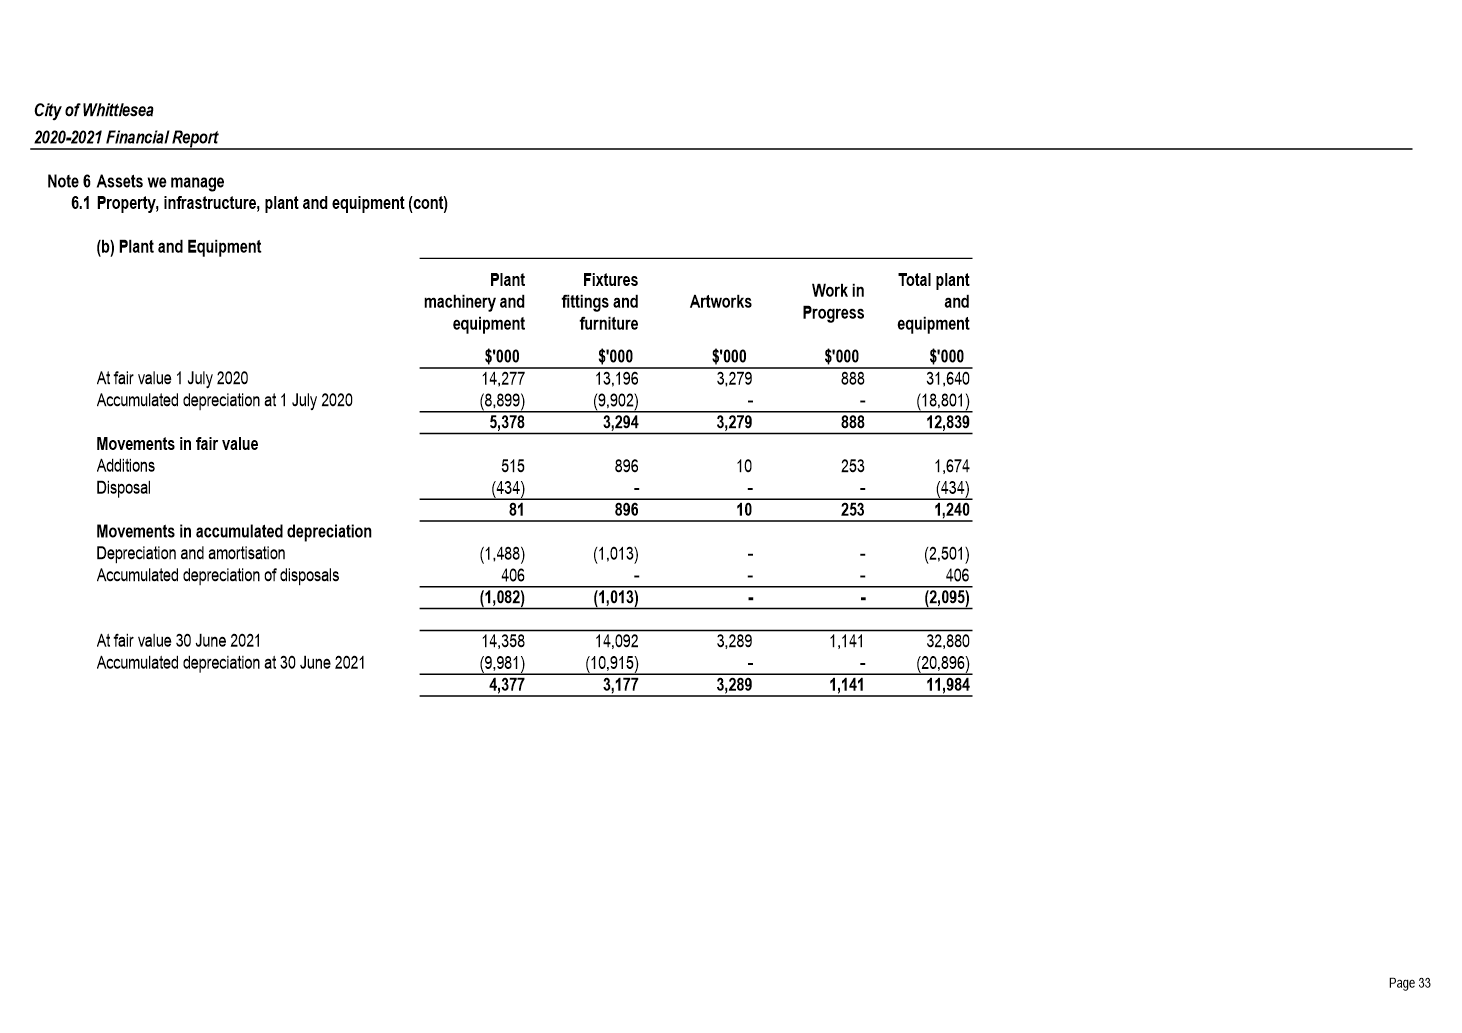 City of Whittlesea
2020-2021 Financial Report
Note 6 Assets we manage
6.1 Property, infrastructure, plant and equipment (cont)
(b) Plant and Equipment
Plant machinery and equipment Fixtures fittings and furniture Artworks Work in Progress Total plant and equipment
$'000 $'000 $'000 $'000 $'000
At fair value 1 July 2020 14,277 13,196 3,279 888 31,640
Accumulated depreciation at 1 July 2020 (8,899) (9,902) - - (18,801)
5,378 3,294 3,279 888 12,839
Movements in fair value
Additions 515 896 10 253 1,674
Disposal (434) - - - (434)
81 896 10 253 1,240
Movements in accumulated depreciation
Depreciation and amortisation (1,488) (1,013) - - (2,501)
Accumulated depreciation of disposals 406 - - - 406
(1,082) (1,013) - - (2,095)
At fair value 30 June 2021 14,358 14,092 3,289 1,141 32,880
Accumulated depreciation at 30 June 2021 (9,981) (10,915) - - (20,896)
4,377 3,177 3,289 1,141 11,984
Page 33